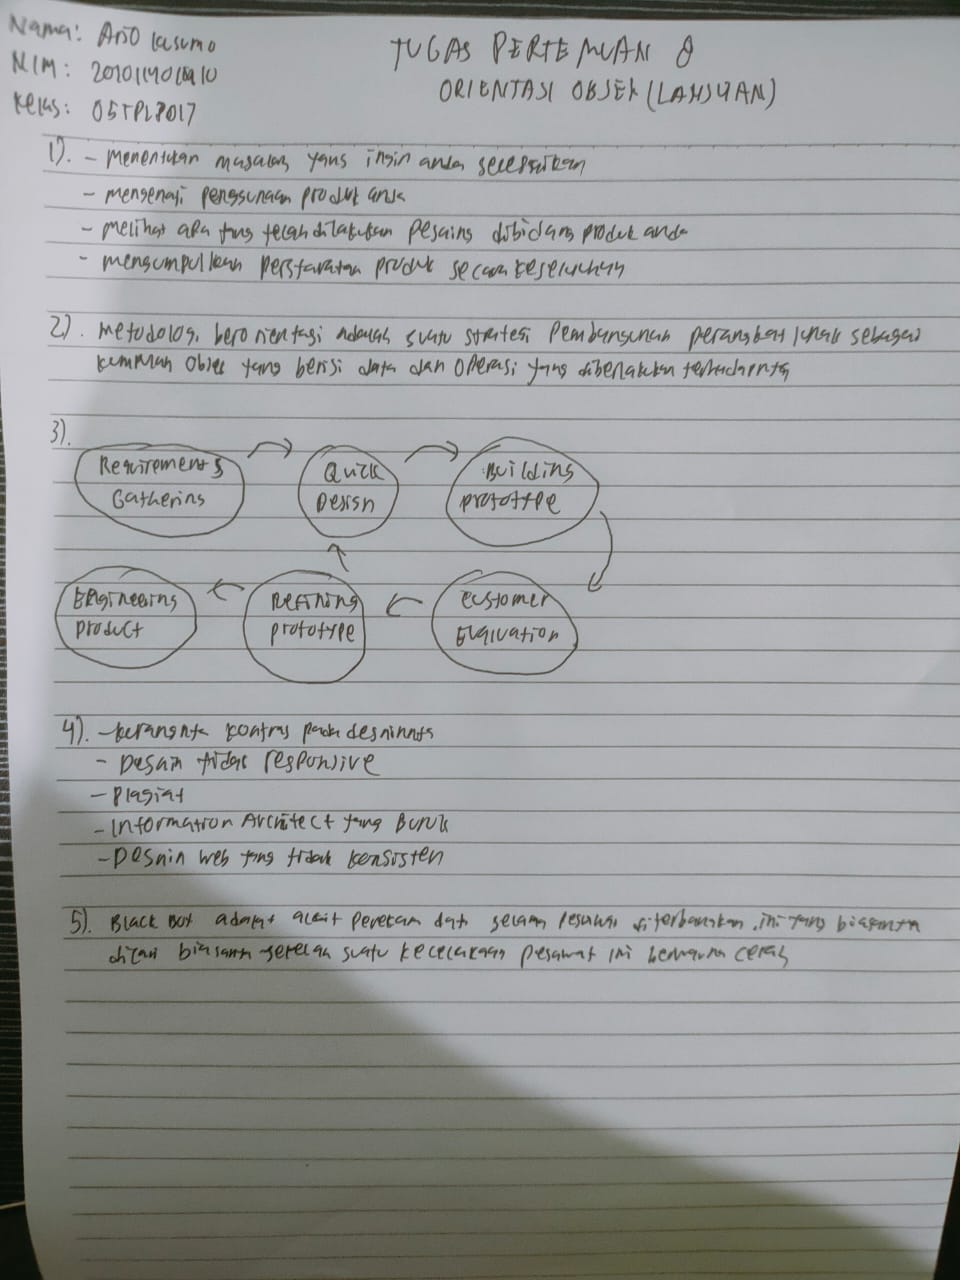 Nama: Ario Kusumo
NIM:
Kelas: 05TPLP017
TUGAS PERTEMUAN 8
ORIENTASI OBJEK (LANJUTAN)
1). - menentukan masalah yang ingin anda selesaikan
- mengenaji penggunaan produk anda
- melihat apa yang telah dilakukan pesaing dibidang produk anda
- mengumpulkan persyaratan produk secara keseluruhan
2). metodologi berorientasi adalah suatu strategi pembangunan perangkat lunak sebagai
kumpulan objek yang berisi data dan operasi yang diberlakukan terhadapnya
3).
Requirements
Gathering
Quick
Design
Building
prototype
Customer
Evaluation
Refining
prototype
Engineering
product
4). - kurangnya kontras pada desainnya
- Desain tidak responsive
- Plagiat
- Information Architect yang Buruk
- Desain web yang tidak konsisten
5). Black Box adalah alat perekam data selama pesawat diterbangkan. ini yang biasanya
dicari biasanya setelah suatu kecelakaan pesawat ini berwarna cerah